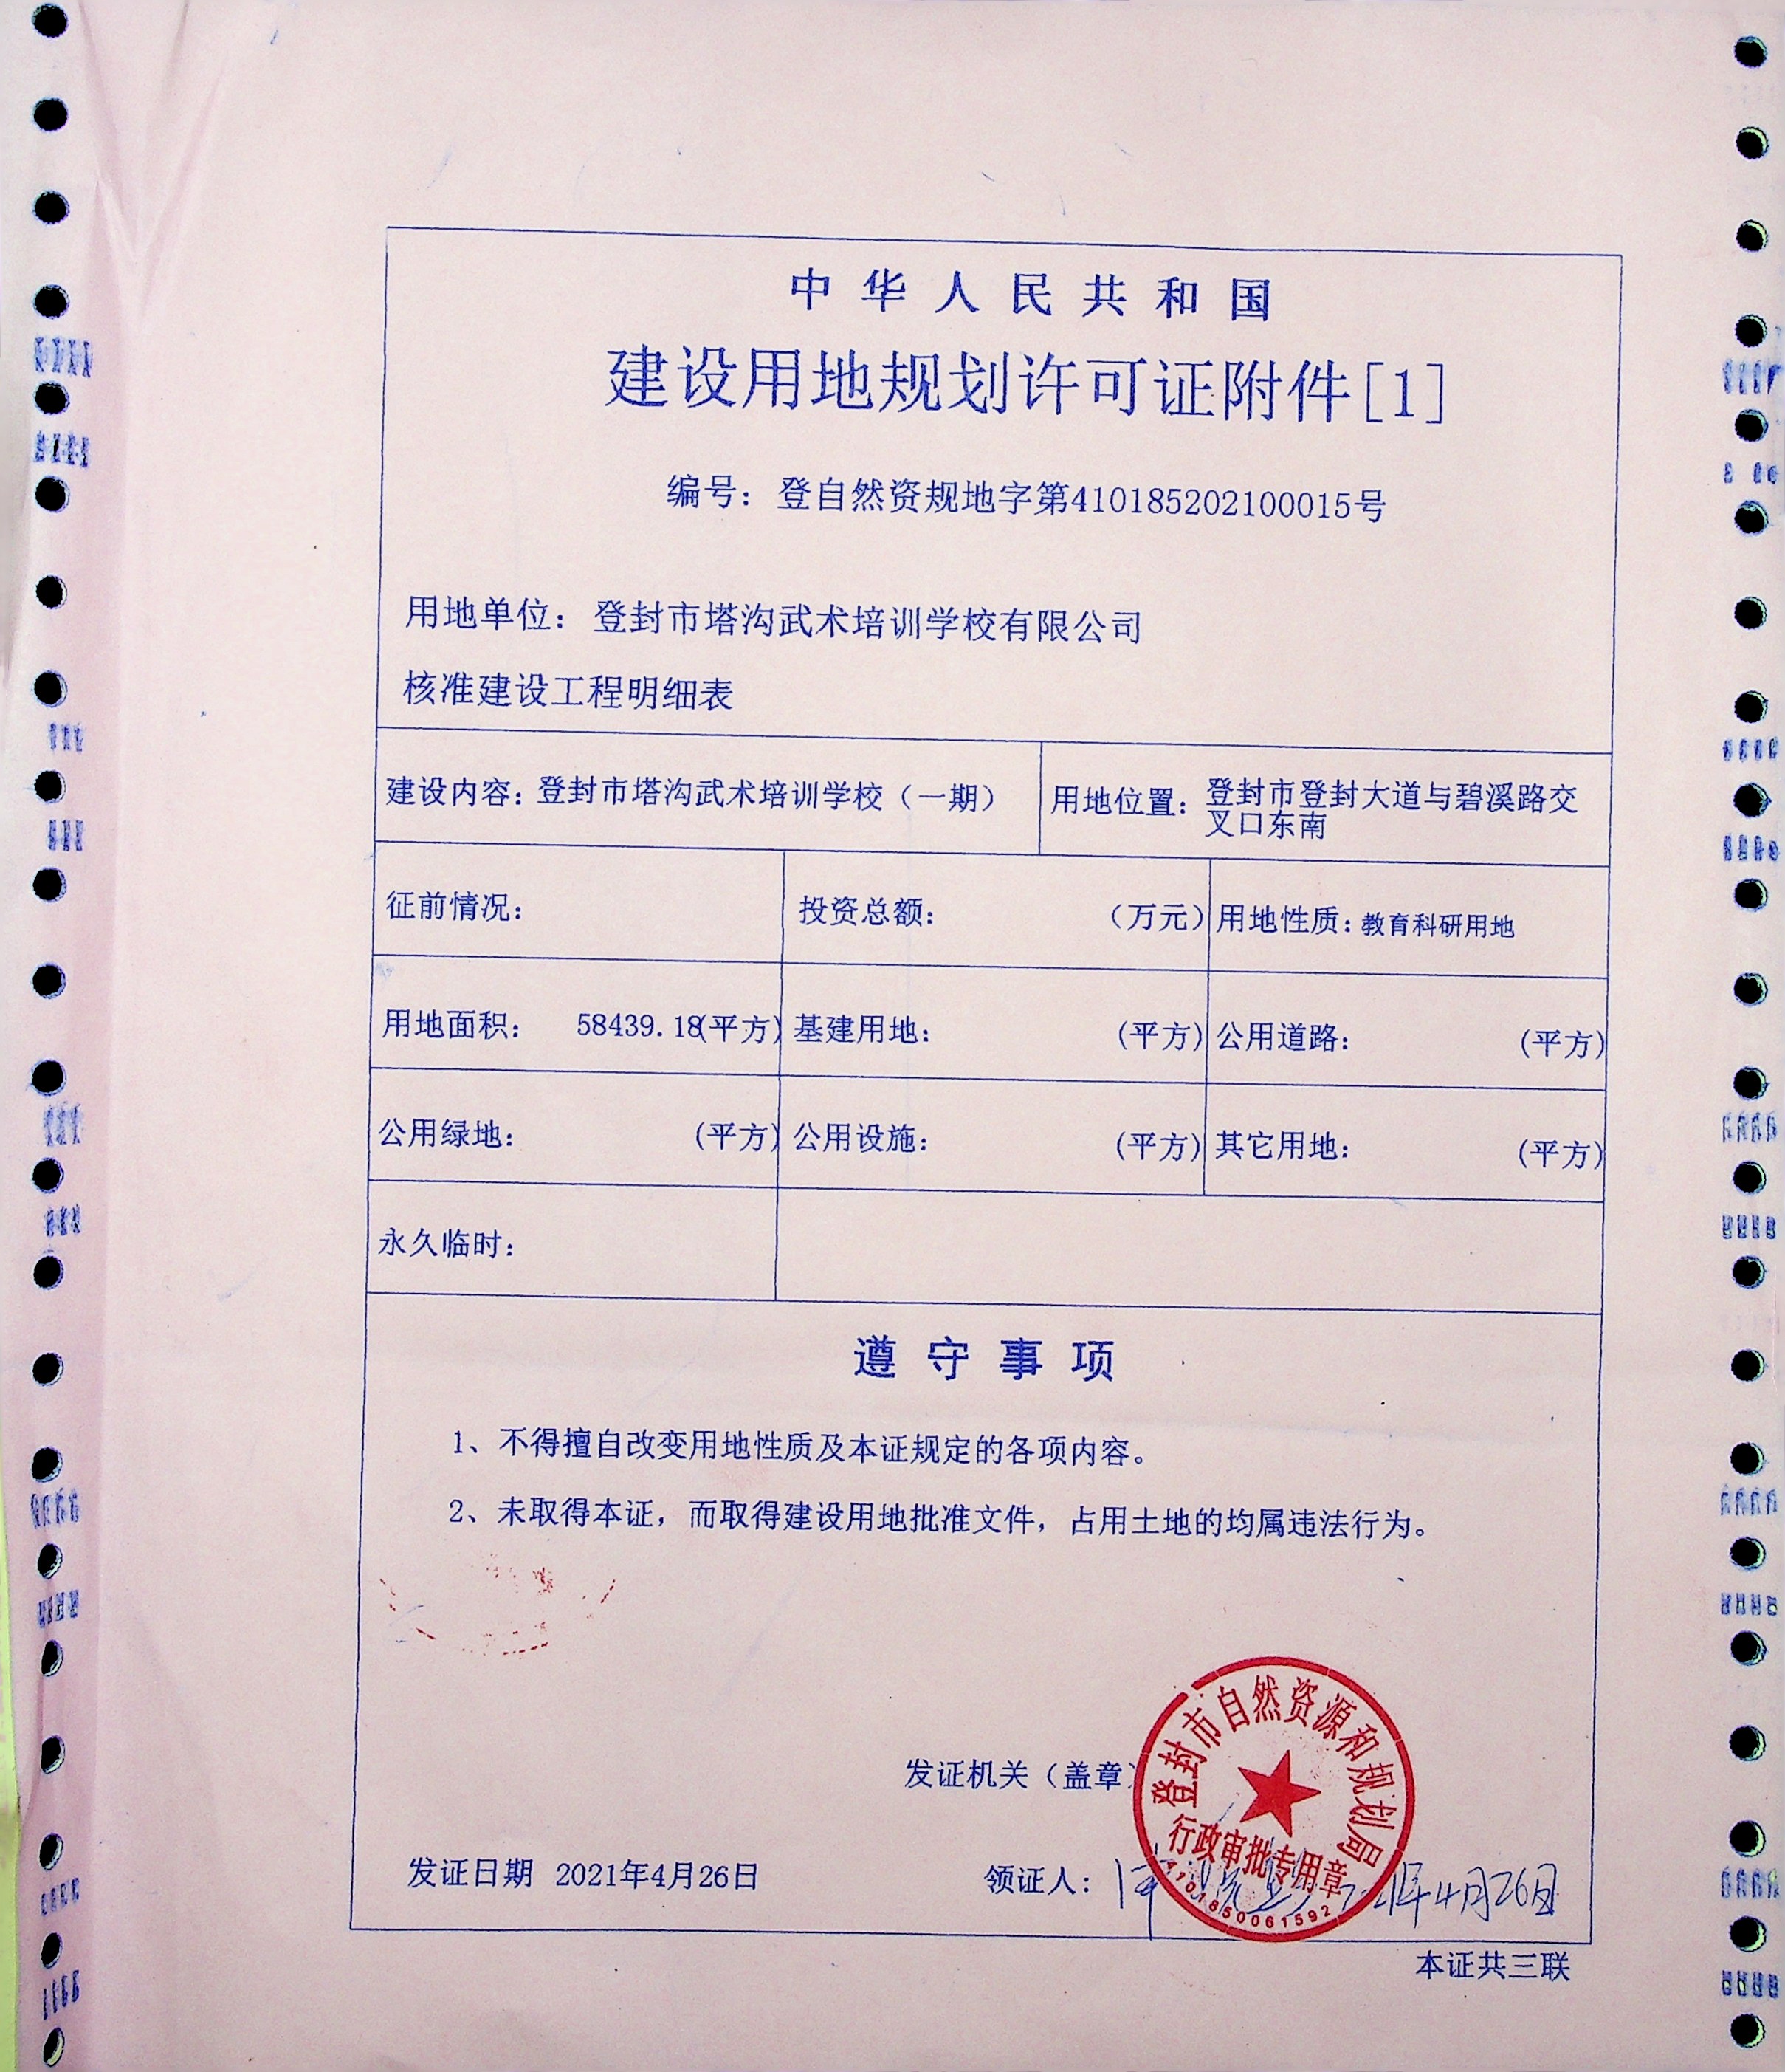 中华人民共和国
建设用地规划许可证附件[1]
编号：登自然资规地字第410185202100015号
用地单位：登封市塔沟武术培训学校有限公司
核准建设工程明细表
建设内容：登封市塔沟武术培训学校（一期）
用地位置：登封市登封大道与碧溪路交
叉口东南
征前情况：
投资总额：（万元）
用地性质：教育科研用地
用地面积：58439.18(平方)
基建用地：(平方)
公用道路：(平方)
公用绿地：(平方)
公用设施：(平方)
其它用地：(平方)
永久临时：
遵守事项
1、不得擅自改变用地性质及本证规定的各项内容。
2、未取得本证，而取得建设用地批准文件，占用土地的均属违法行为。
发证机关（盖章）
登封市自然资源和规划局
行政审批专用章
4101850061592
发证日期 2021年4月26日
领证人：年4月26日
本证共三联